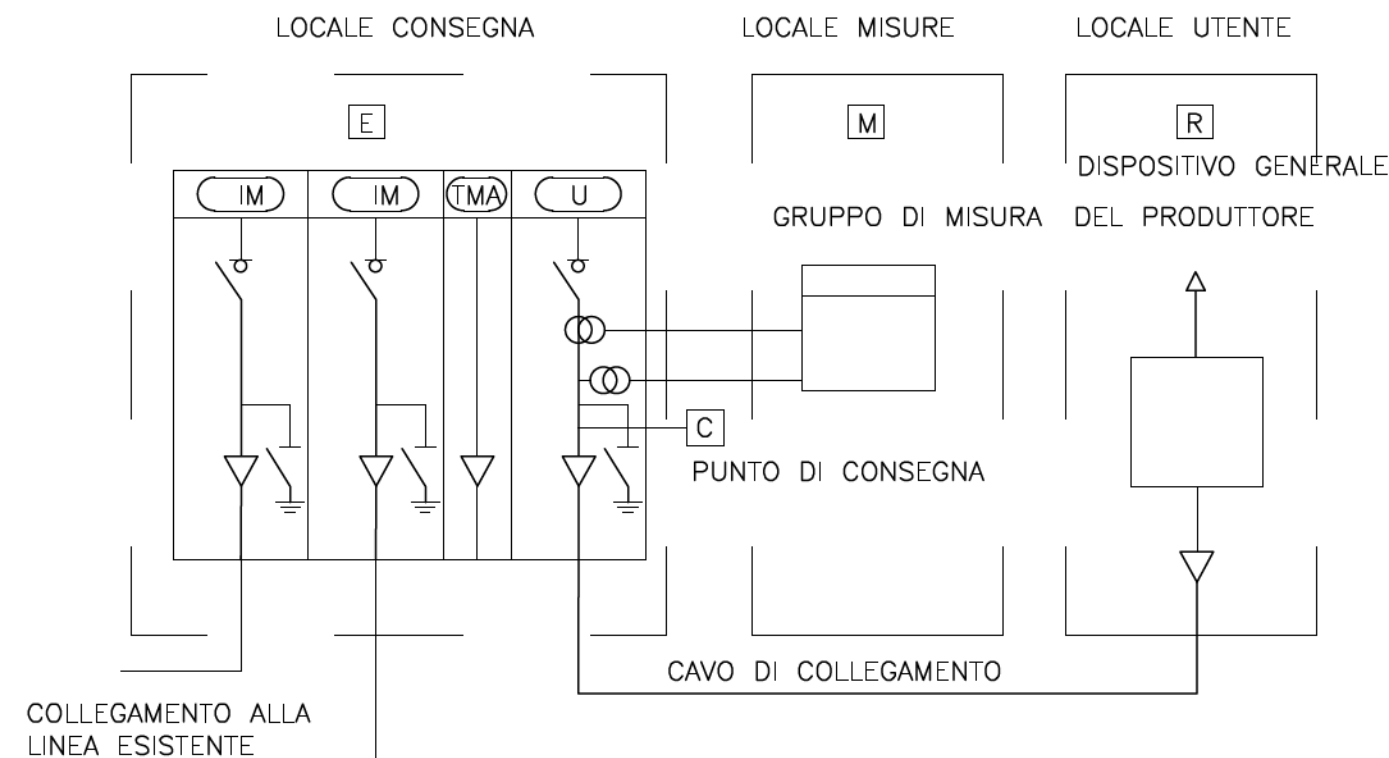 LOCALE CONSEGNA
LOCALE MISURE
LOCALE UTENTE
E
M
R
DISPOSITIVO GENERALE
DEL PRODUTTORE
IM
IM
TMA
U
GRUPPO DI MISURA
C
PUNTO DI CONSEGNA
CAVO DI COLLEGAMENTO
COLLEGAMENTO ALLA
LINEA ESISTENTE